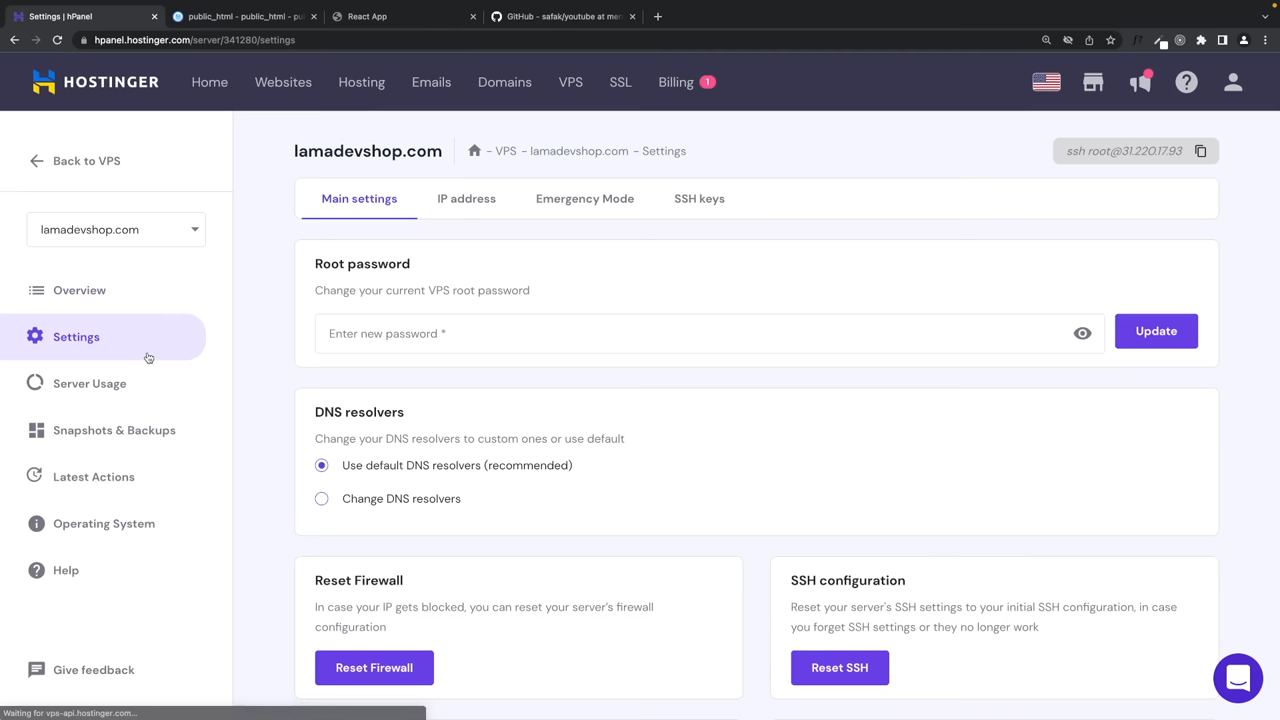 Settings | hPanel
public_html - public_html - pu
React App
GitHub - safak/youtube at mer
hpanel.hostinger.com/server/341280/settings
HOSTINGER
Home
Websites
Hosting
Emails
Domains
VPS
SSL
Billing 1
Back to VPS
lamadevshop.com
Overview
Settings
Server Usage
Snapshots & Backups
Latest Actions
Operating System
Help
Give feedback
lamadevshop.com
- VPS - lamadevshop.com - Settings
ssh root@31.220.17.93
Main settings
IP address
Emergency Mode
SSH keys
Root password
Change your current VPS root password
Enter new password *
Update
DNS resolvers
Change your DNS resolvers to custom ones or use default
Use default DNS resolvers (recommended)
Change DNS resolvers
Reset Firewall
In case your IP gets blocked, you can reset your server's firewall
configuration
Reset Firewall
SSH configuration
Reset your server's SSH settings to your initial SSH configuration, in case
you forget SSH settings or they no longer work
Reset SSH
Waiting for vps-api.hostinger.com...